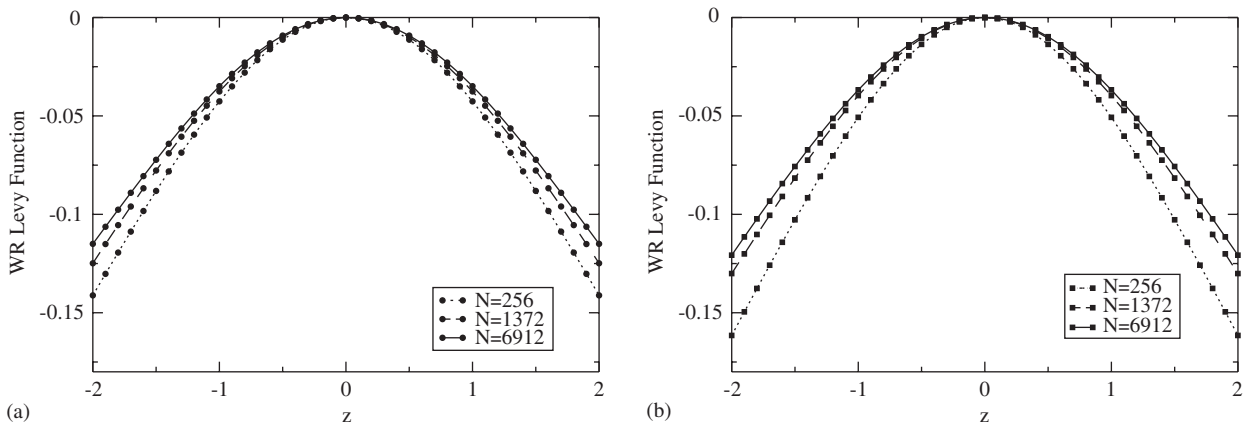 0
-0.05
-0.1
-0.15
WR Levy Function
-2
-1
0
1
2
z
N=256
N=1372
N=6912
(a)
0
-0.05
-0.1
-0.15
WR Levy Function
-2
-1
0
1
2
z
N=256
N=1372
N=6912
(b)